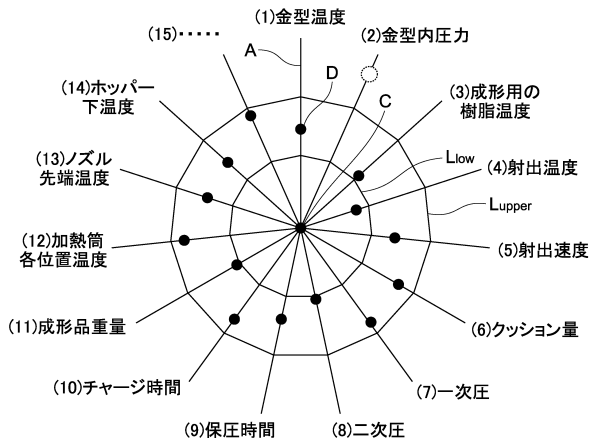 (1)金型温度
(15)・・・・・
(2)金型内圧力
A
D
C
(14)ホッパー
下温度
(3)成形用の
樹脂温度
(13)ノズル
先端温度
Llow
(4)射出温度
Lupper
(12)加熱筒
各位置温度
(5)射出速度
(11)成形品重量
(6)クッション量
(10)チャージ時間
(7)一次圧
(9)保圧時間
(8)二次圧